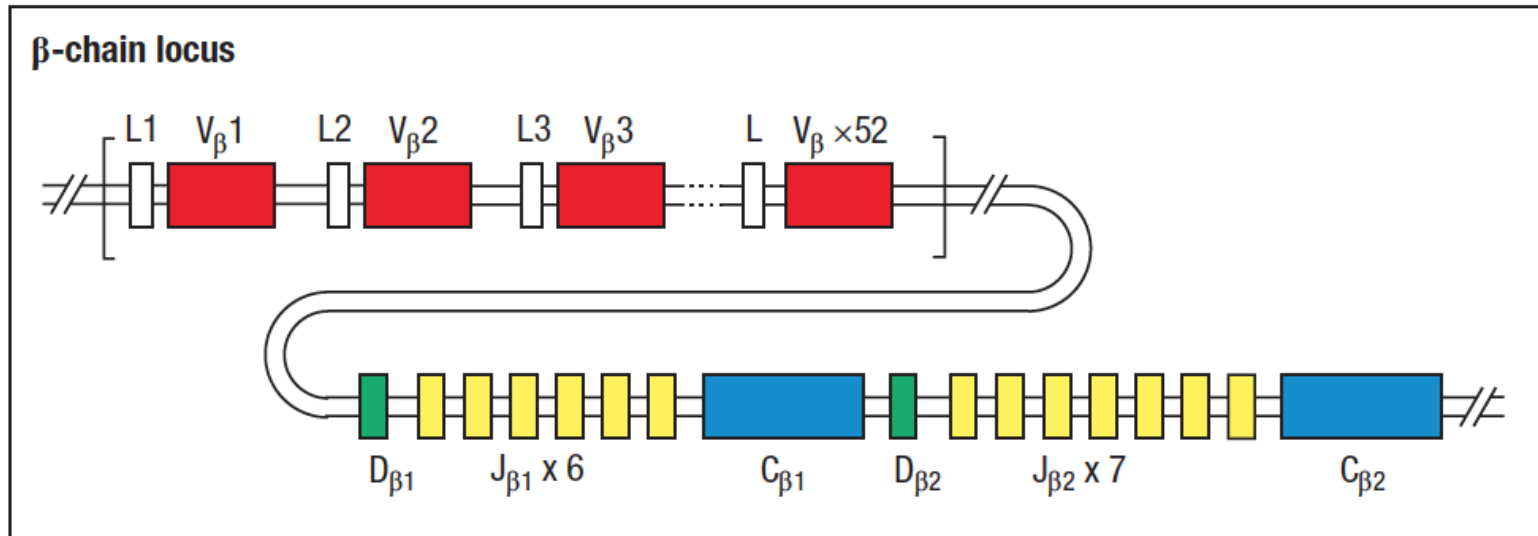 β-chain locus
L1 Vβ1 L2 Vβ2 L3 Vβ3 L Vβ ×52
Dβ1 Jβ1 x 6 Cβ1 Dβ2 Jβ2 x 7 Cβ2